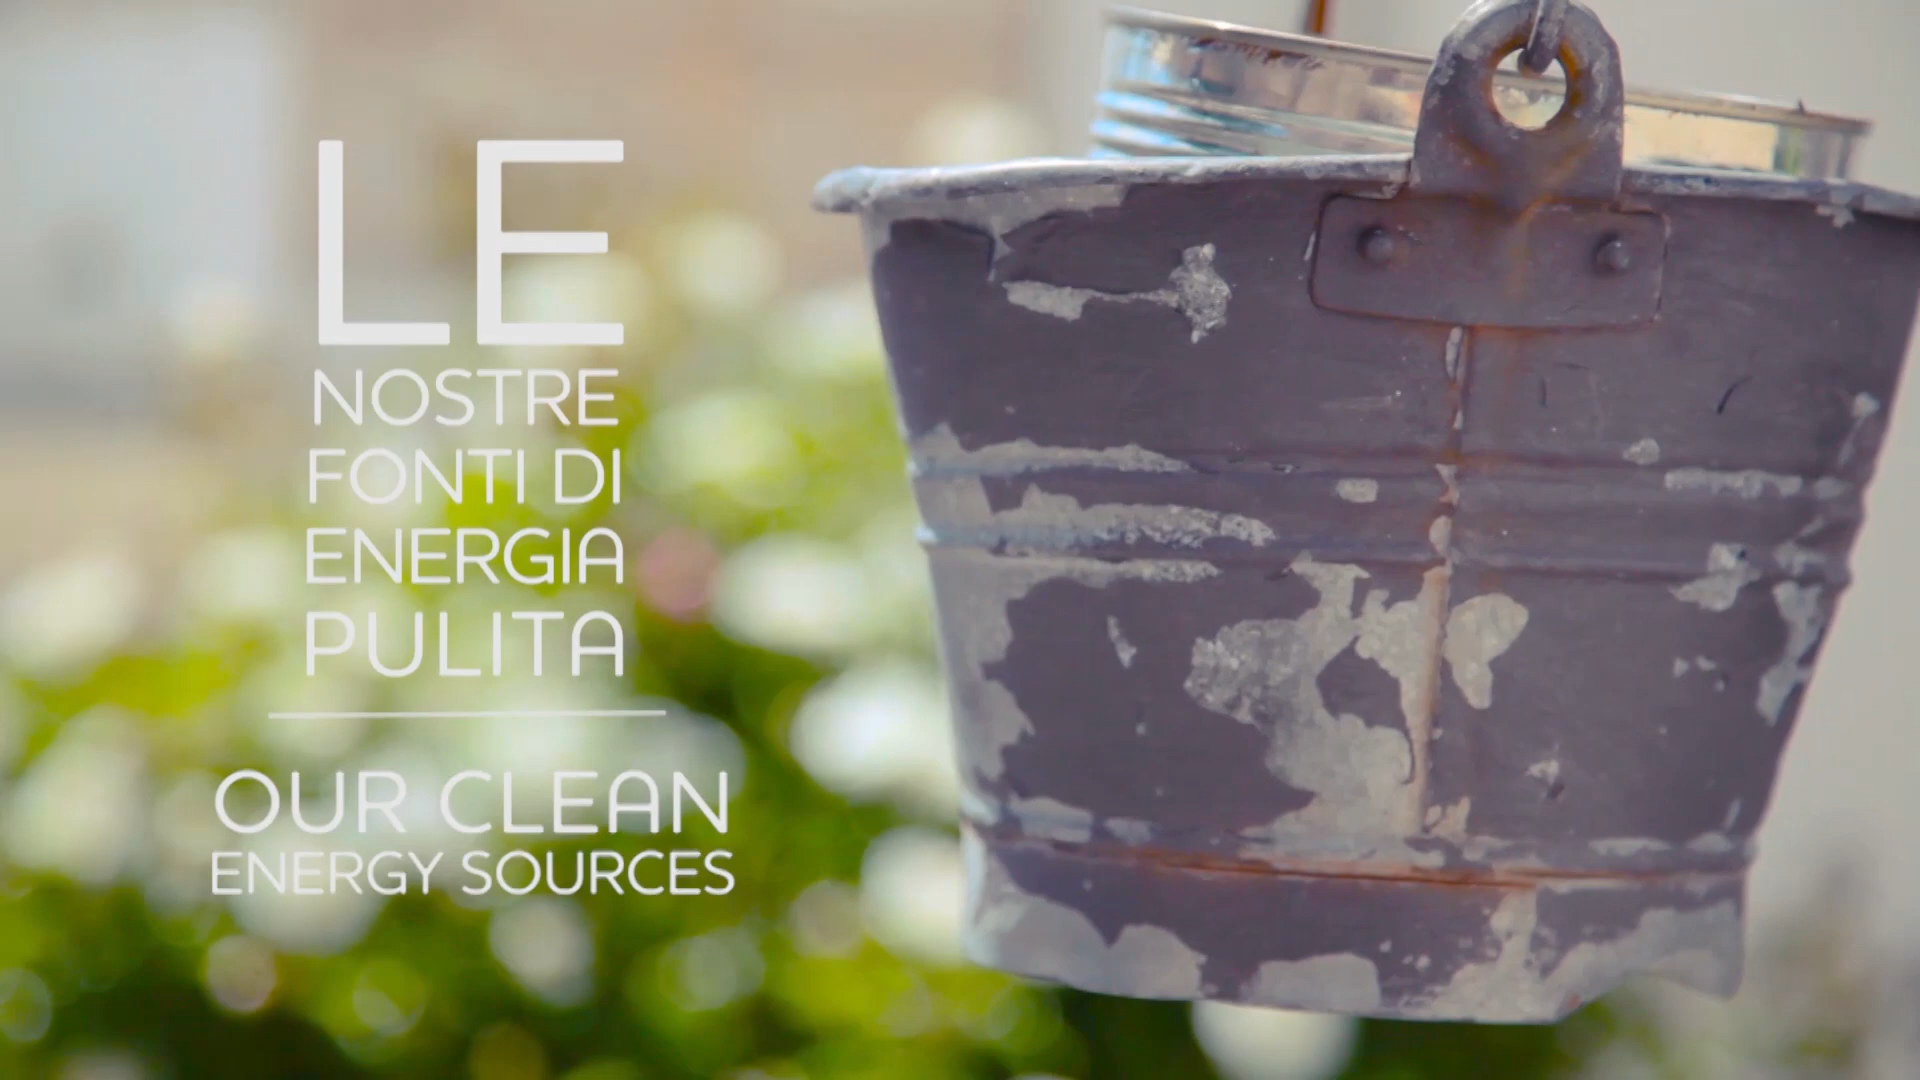 LE
NOSTRE
FONTI DI
ENERGIA
PULITA
OUR CLEAN
ENERGY SOURCES